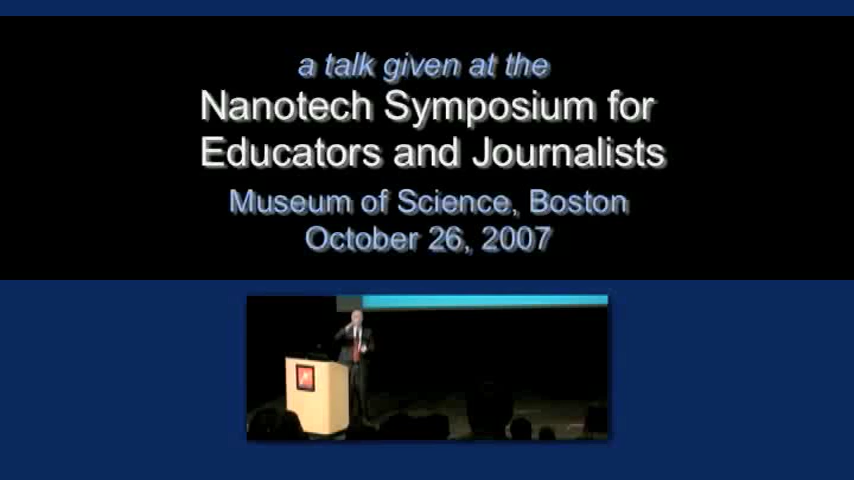 a talk given at the
Nanotech Symposium for
Educators and Journalists
Museum of Science, Boston
October 26, 2007